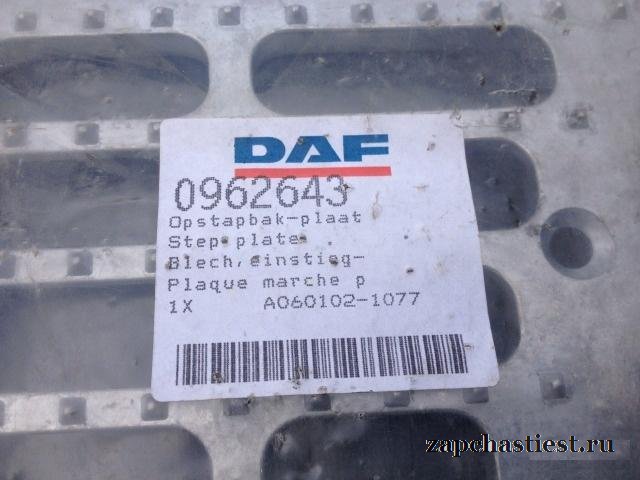 DAF
0962643
Opstapbak-plaat
Step plate
Blech,einstieg-
Plaque marche p
1X A060102-1077
zapchastiest.ru